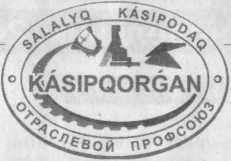 SALALYQ KÁSIPODAQ
KÁSIPQORǴAN
ОТРАСЛЕВОЙ ПРОФСОЮЗ